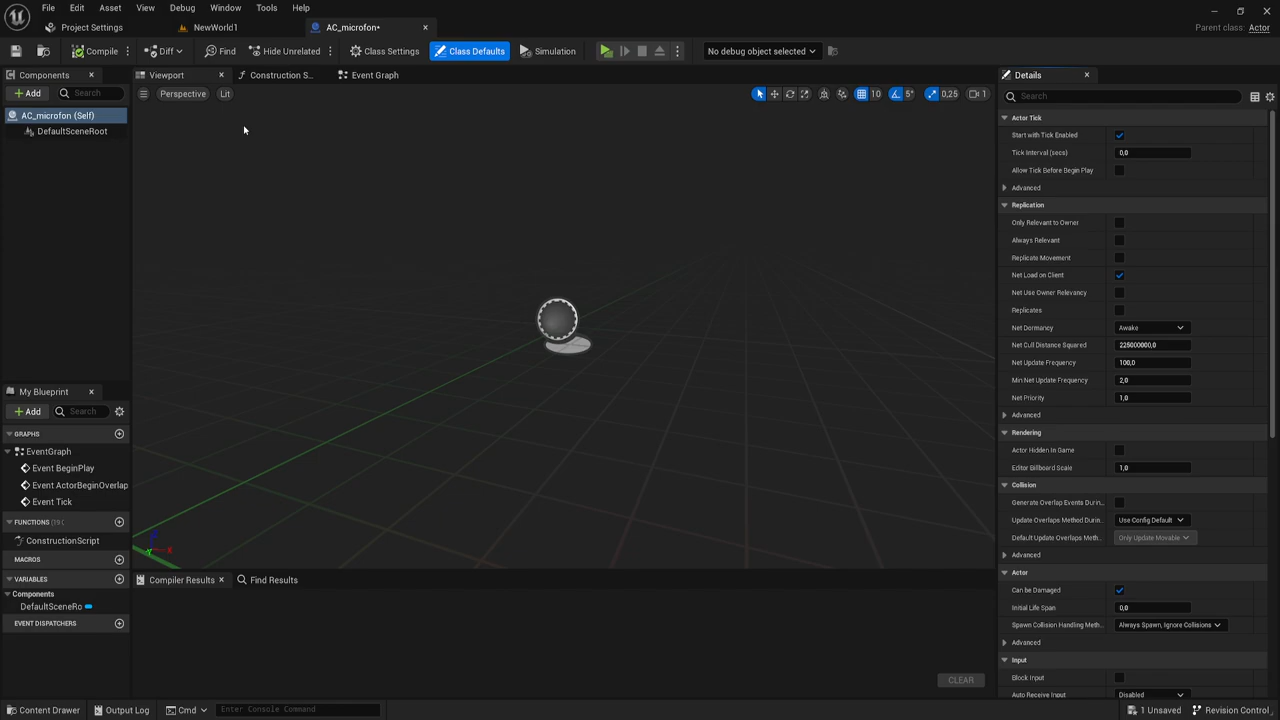 File Edit Asset View Debug Window Tools Help
Project Settings NewWorld1 AC_microfon* Parent class: Actor
Compile Diff Find Hide Unrelated Class Settings Class Defaults Simulation No debug object selected
Components Viewport Construction S... Event Graph Details
Add Search Perspective Lit 10 5° 0,25 1 Search
AC_microfon (Self)
DefaultSceneRoot
Actor Tick
Start with Tick Enabled
Tick Interval (secs) 0,0
Allow Tick Before Begin Play
Advanced
Replication
Only Relevant to Owner
Always Relevant
Replicate Movement
Net Load on Client
Net Use Owner Relevancy
Replicates
Net Dormancy Awake
Net Cull Distance Squared 225000000,0
Net Update Frequency 100,0
Min Net Update Frequency 2,0
Net Priority 1,0
Advanced
Rendering
Actor Hidden In Game
Editor Billboard Scale 1,0
Collision
Generate Overlap Events Durin...
Update Overlaps Method Durin... Use Config Default
Default Update Overlaps Meth... Only Update Movable
Advanced
Actor
Can be Damaged
Initial Life Span 0,0
Spawn Collision Handling Meth... Always Spawn, Ignore Collisions
Advanced
Input
Block Input
Auto Receive Input Disabled
My Blueprint
Add Search
GRAPHS
EventGraph
Event BeginPlay
Event ActorBeginOverlap
Event Tick
FUNCTIONS (19 (
ConstructionScript
MACROS
VARIABLES
Components
DefaultSceneRo
EVENT DISPATCHERS
Z
Y X
Compiler Results Find Results
CLEAR
Content Drawer Output Log Cmd Enter Console Command 1 Unsaved Revision Control